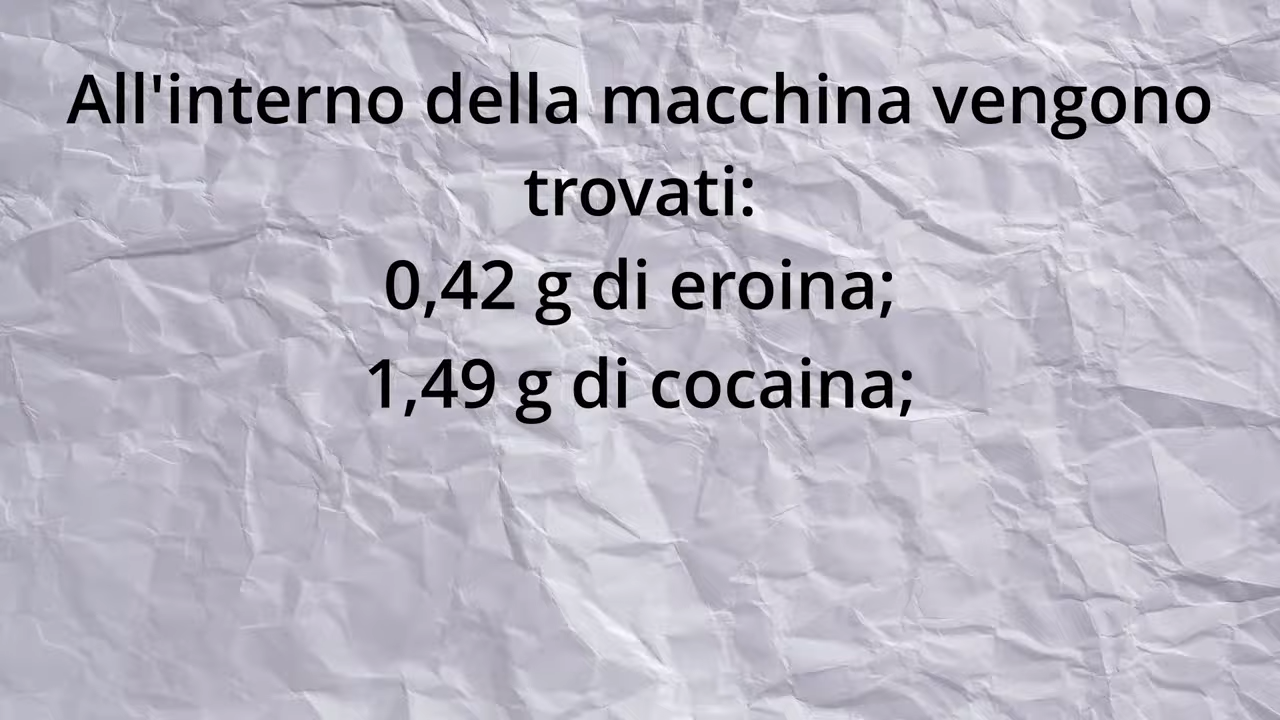 All'interno della macchina vengono
trovati:
0,42 g di eroina;
1,49 g di cocaina;